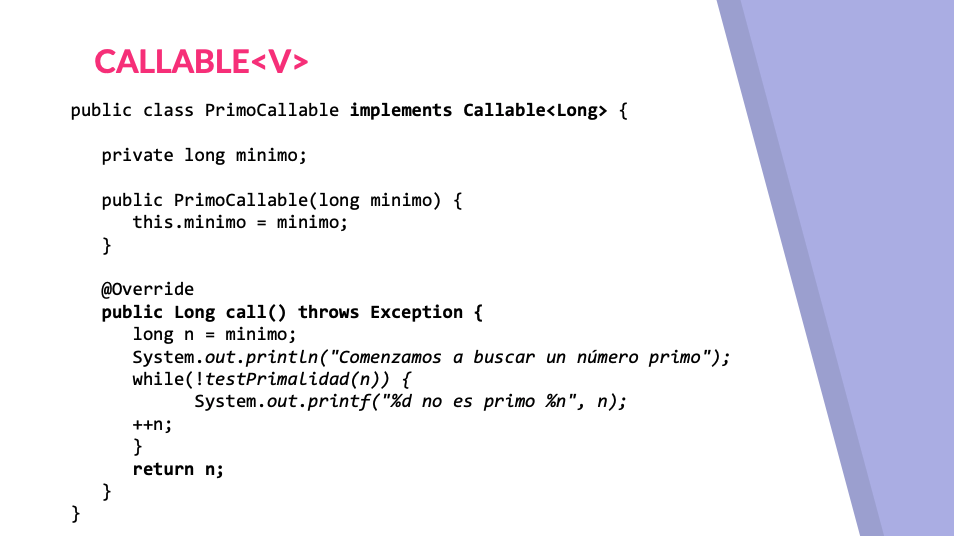 CALLABLE<V>
public class PrimoCallable implements Callable<Long> {
private long minimo;
public PrimoCallable(long minimo) {
this.minimo = minimo;
}
@Override
public Long call() throws Exception {
long n = minimo;
System.out.println("Comenzamos a buscar un número primo");
while(!testPrimalidad(n)) {
System.out.printf("%d no es primo %n", n);
++n;
}
return n;
}
}